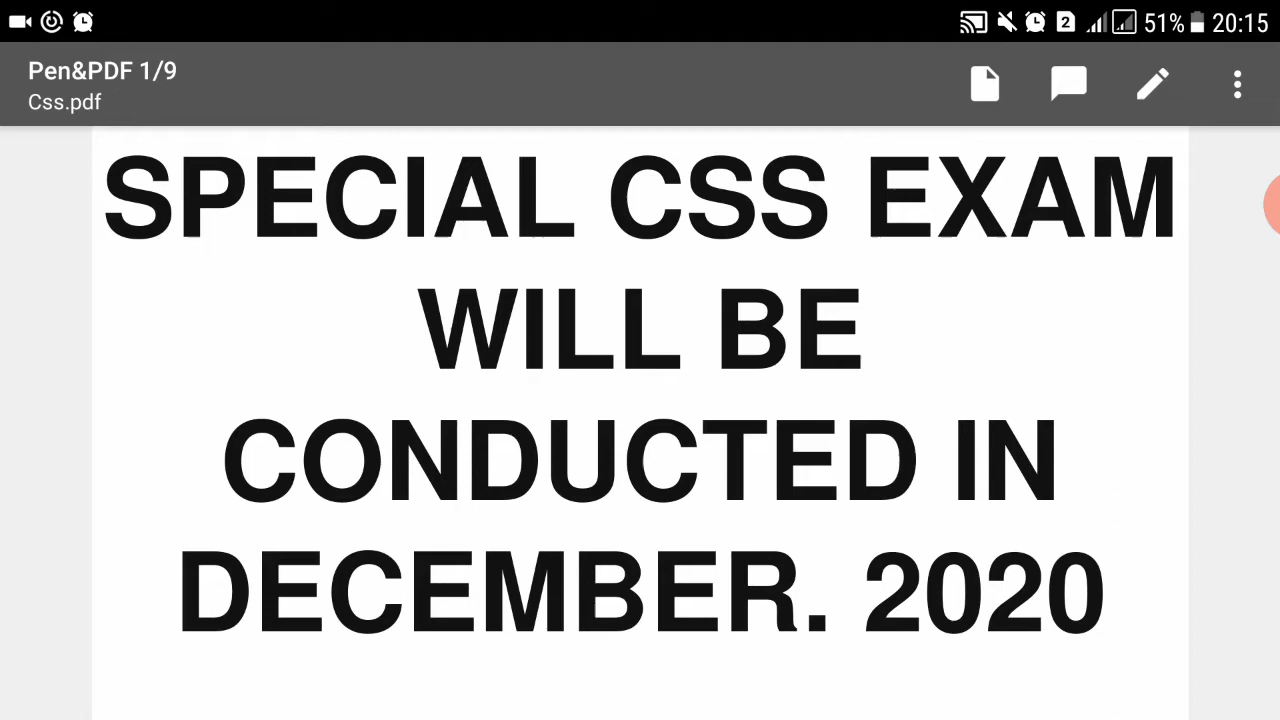 51% 20:15
Pen&PDF 1/9
Css.pdf
SPECIAL CSS EXAM
WILL BE
CONDUCTED IN
DECEMBER. 2020